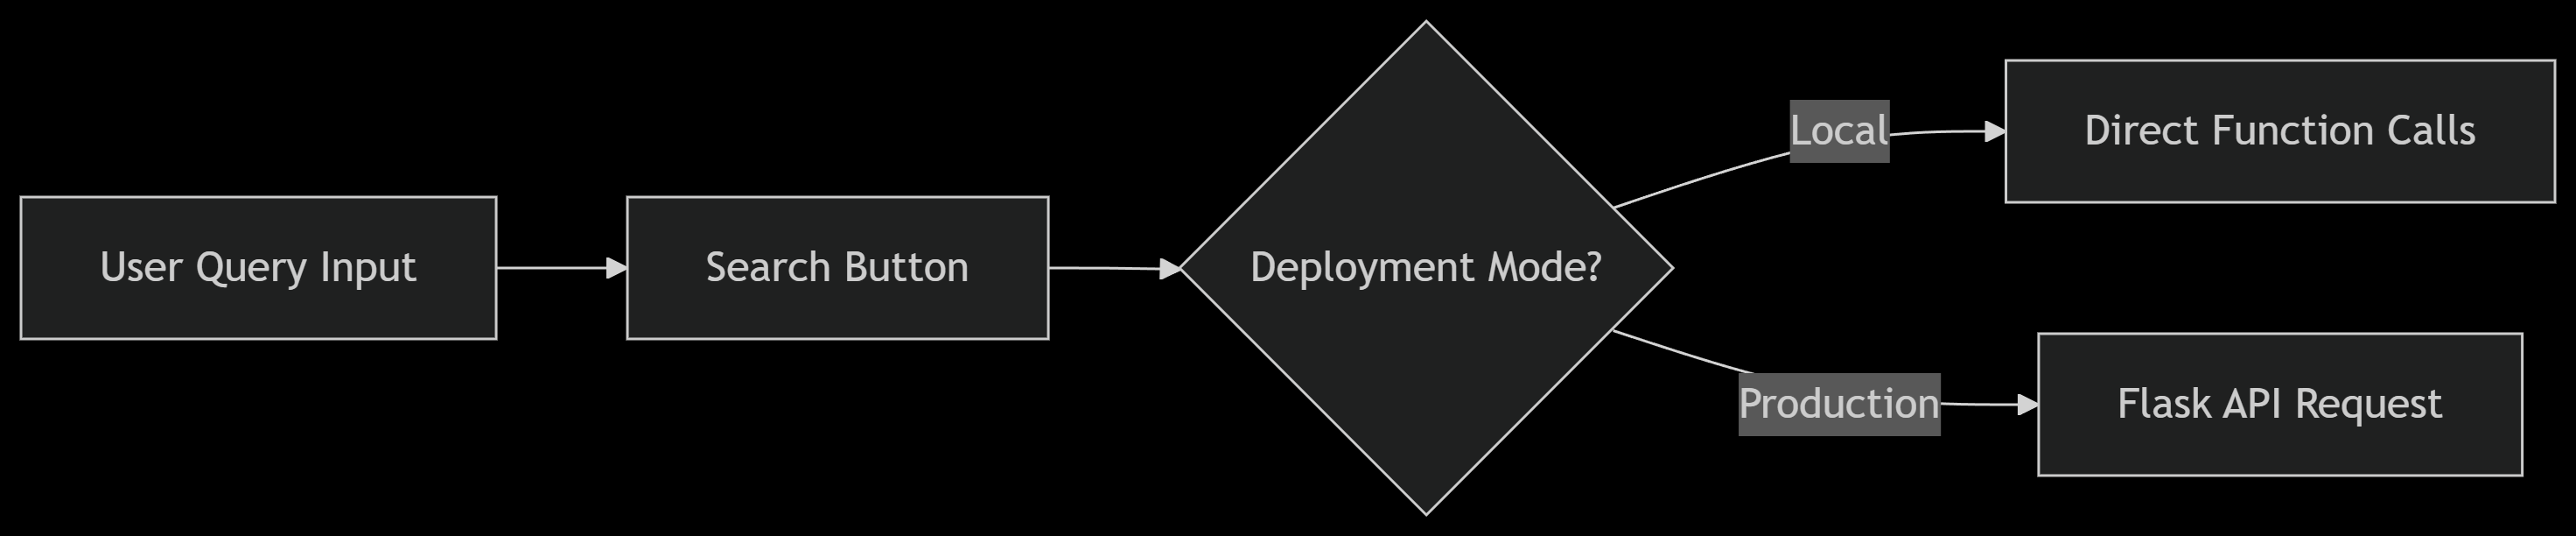 User Query Input
Search Button
Deployment Mode?
Local
Direct Function Calls
Production
Flask API Request